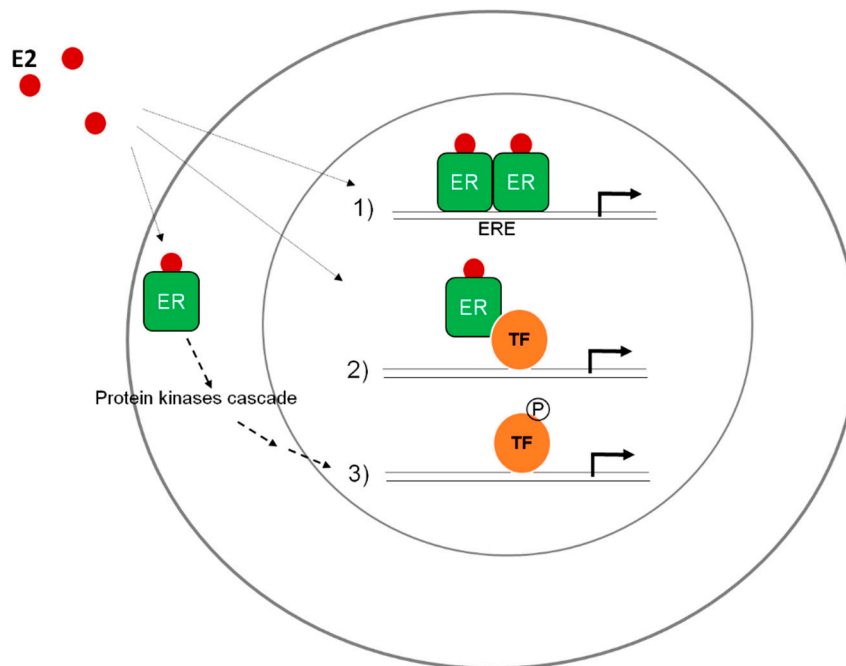 E2
ER ER
1)
ERE
ER
ER
TF
2)
Protein kinases cascade
P
TF
3)